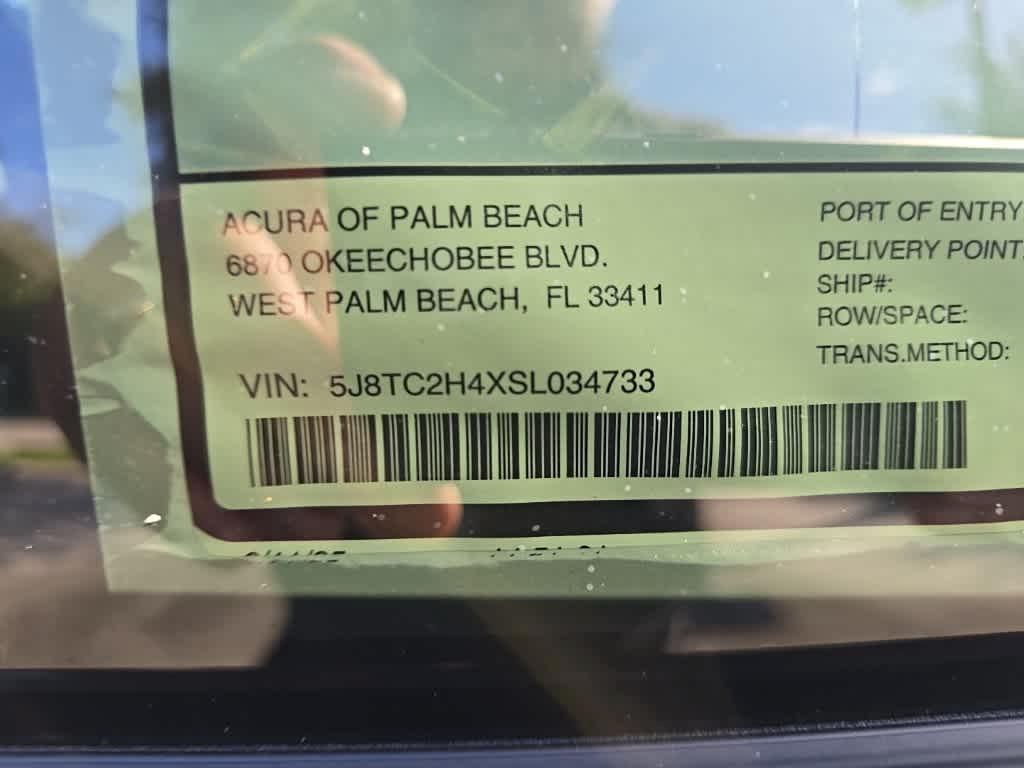 ACURA OF PALM BEACH
6870 OKEECHOBEE BLVD.
WEST PALM BEACH, FL 33411
VIN: 5J8TC2H4XSL034733
PORT OF ENTRY
DELIVERY POINT:
SHIP#:
ROW/SPACE:
TRANS.METHOD: